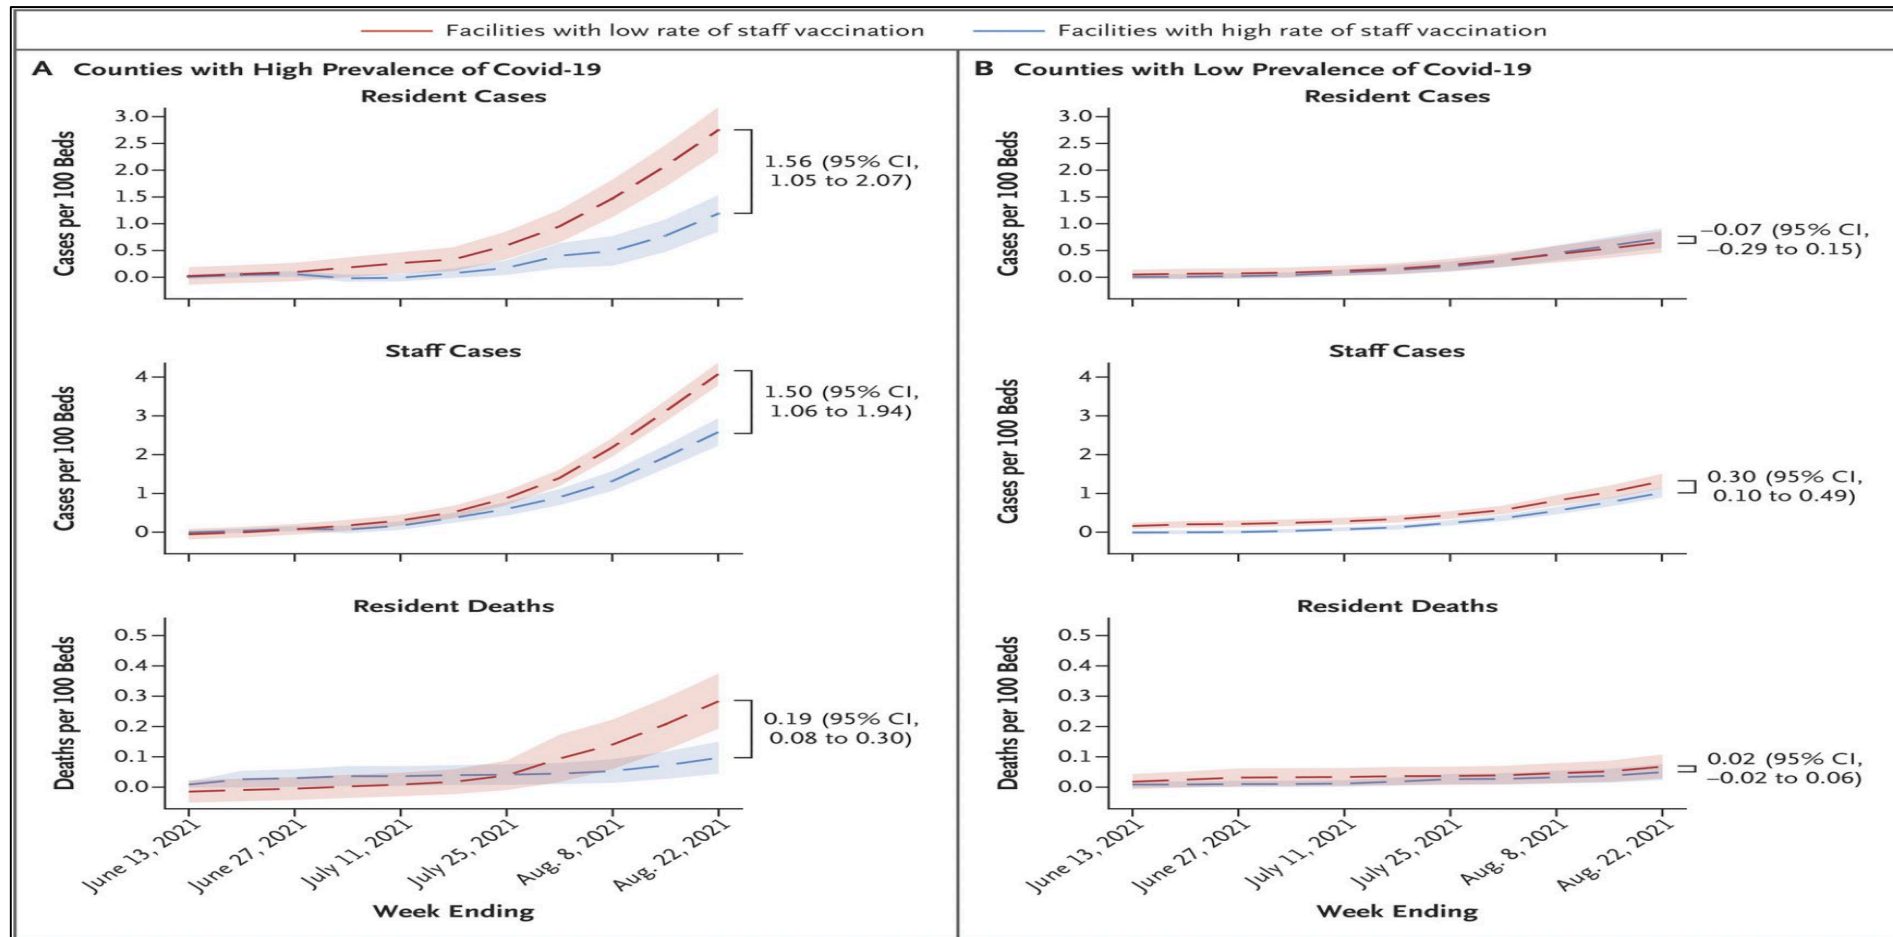 Facilities with low rate of staff vaccination
Facilities with high rate of staff vaccination
A Counties with High Prevalence of Covid-19
Resident Cases
Cases per 100 Beds
3.0
2.5
2.0
1.5
1.0
0.5
0.0
1.56 (95% CI,
1.05 to 2.07)
Staff Cases
Cases per 100 Beds
4
3
2
1
0
1.50 (95% CI,
1.06 to 1.94)
Resident Deaths
Deaths per 100 Beds
0.5
0.4
0.3
0.2
0.1
0.0
0.19 (95% CI,
0.08 to 0.30)
June 13, 2021
June 27, 2021
July 11, 2021
July 25, 2021
Aug. 8, 2021
Aug. 22, 2021
Week Ending
B Counties with Low Prevalence of Covid-19
Resident Cases
Cases per 100 Beds
3.0
2.5
2.0
1.5
1.0
0.5
0.0
−0.07 (95% CI,
−0.29 to 0.15)
Staff Cases
Cases per 100 Beds
4
3
2
1
0
0.30 (95% CI,
0.10 to 0.49)
Resident Deaths
Deaths per 100 Beds
0.5
0.4
0.3
0.2
0.1
0.0
0.02 (95% CI,
−0.02 to 0.06)
June 13, 2021
June 27, 2021
July 11, 2021
July 25, 2021
Aug. 8, 2021
Aug. 22, 2021
Week Ending